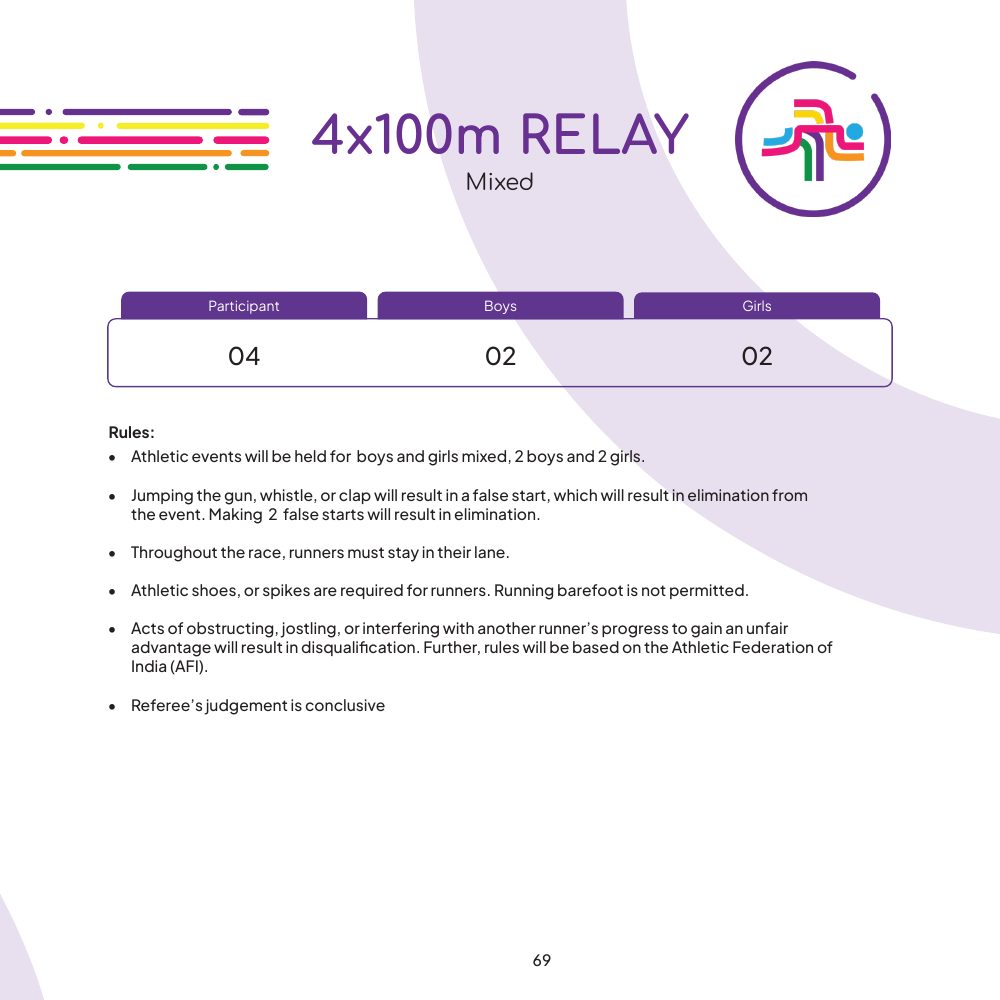 4x100m RELAY
Mixed
Participant Boys Girls
04 02 02
Rules:
• Athletic events will be held for boys and girls mixed, 2 boys and 2 girls.
• Jumping the gun, whistle, or clap will result in a false start, which will result in elimination from
the event. Making 2 false starts will result in elimination.
• Throughout the race, runners must stay in their lane.
• Athletic shoes, or spikes are required for runners. Running barefoot is not permitted.
• Acts of obstructing, jostling, or interfering with another runner’s progress to gain an unfair
advantage will result in disqualification. Further, rules will be based on the Athletic Federation of
India (AFI).
• Referee’s judgement is conclusive
69